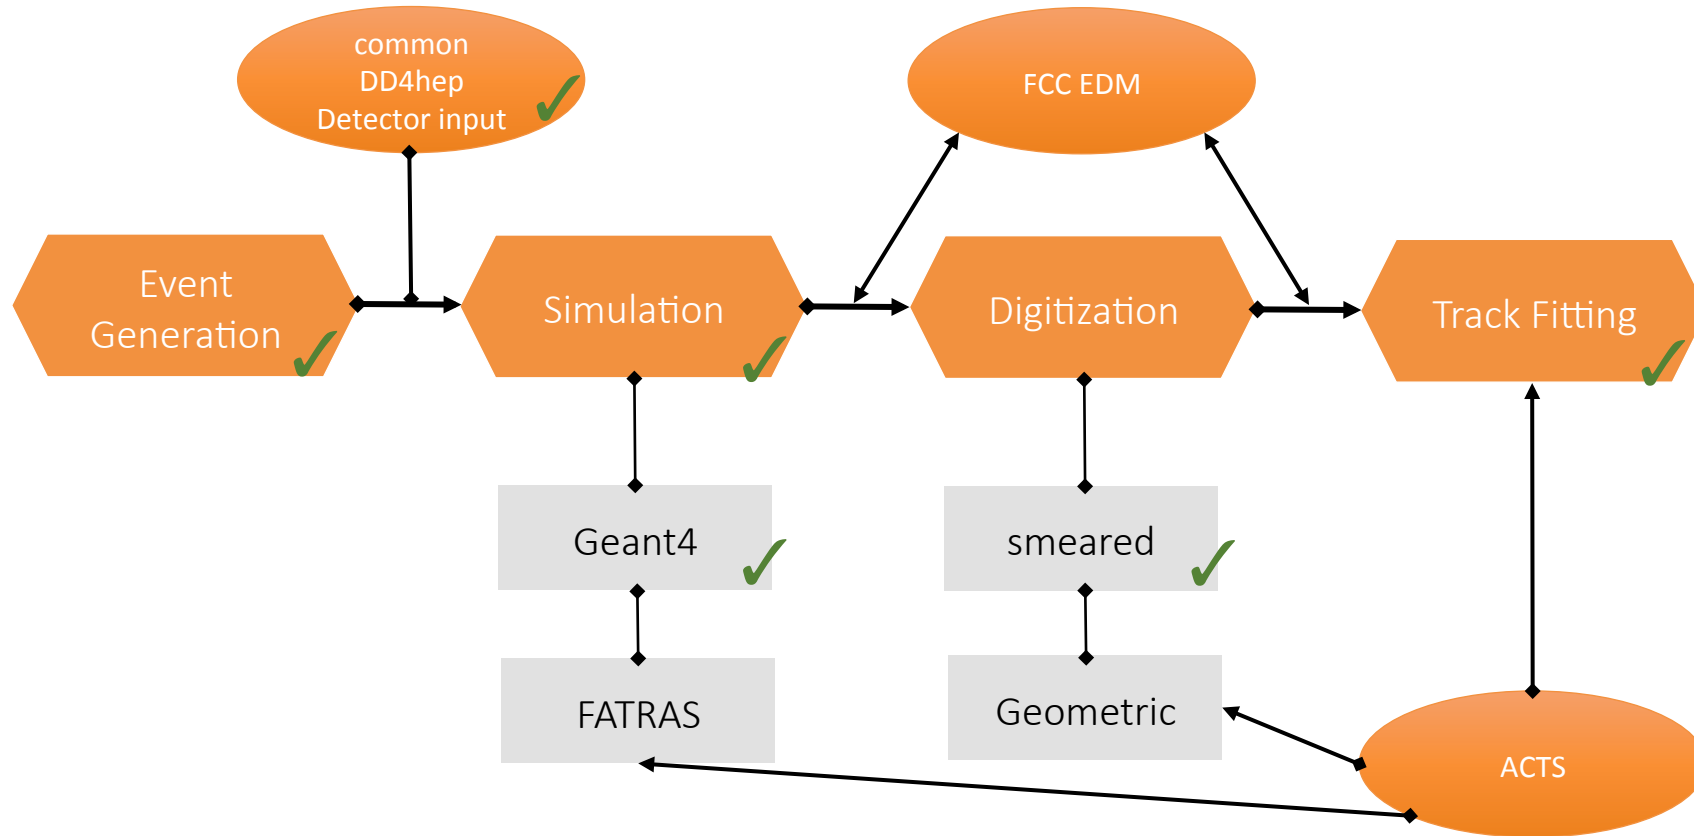 common
DD4hep
Detector input
FCC EDM
Event
Generation
Simulation
Digitization
Track Fitting
Geant4
smeared
FATRAS
Geometric
ACTS